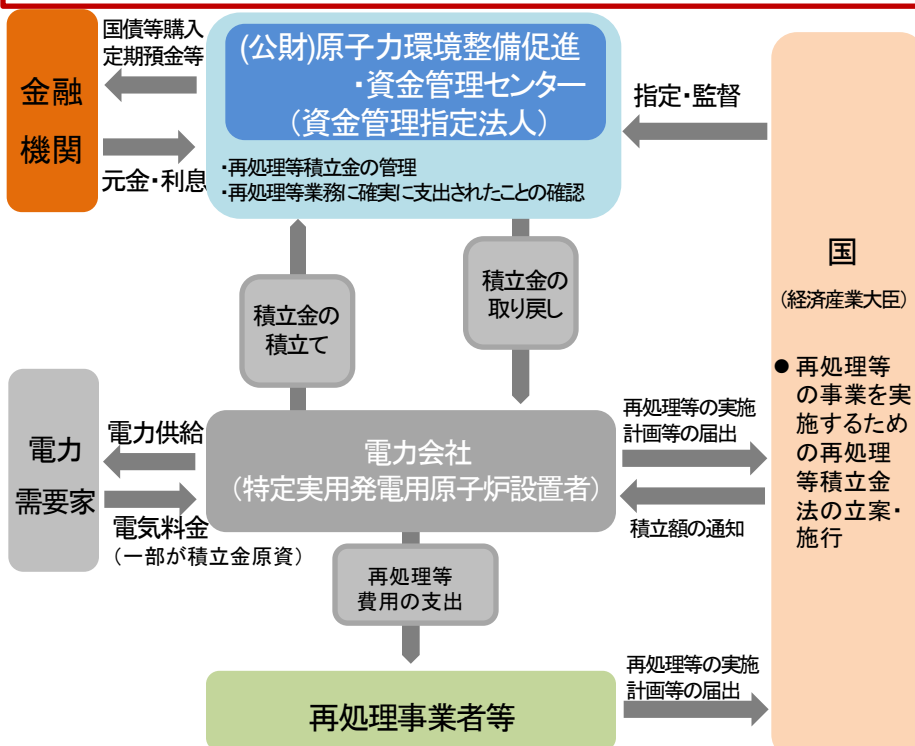 金融
機関
国債等購入
定期預金等
元金・利息
(公財)原子力環境整備促進
・資金管理センター
(資金管理指定法人)
・再処理等積立金の管理
・再処理等業務に確実に支出されたことの確認
指定・監督
積立金の
積立て
積立金の
取り戻し
電力
需要家
電力供給
電気料金
(一部が積立金原資)
電力会社
(特定実用発電用原子炉設置者)
再処理等の実施
計画等の届出
積立額の通知
再処理等
費用の支出
再処理事業者等
再処理等の実施
計画等の届出
国
(経済産業大臣)
● 再処理等
の事業を実
施するため
の再処理
等積立金
法の立案・
施行